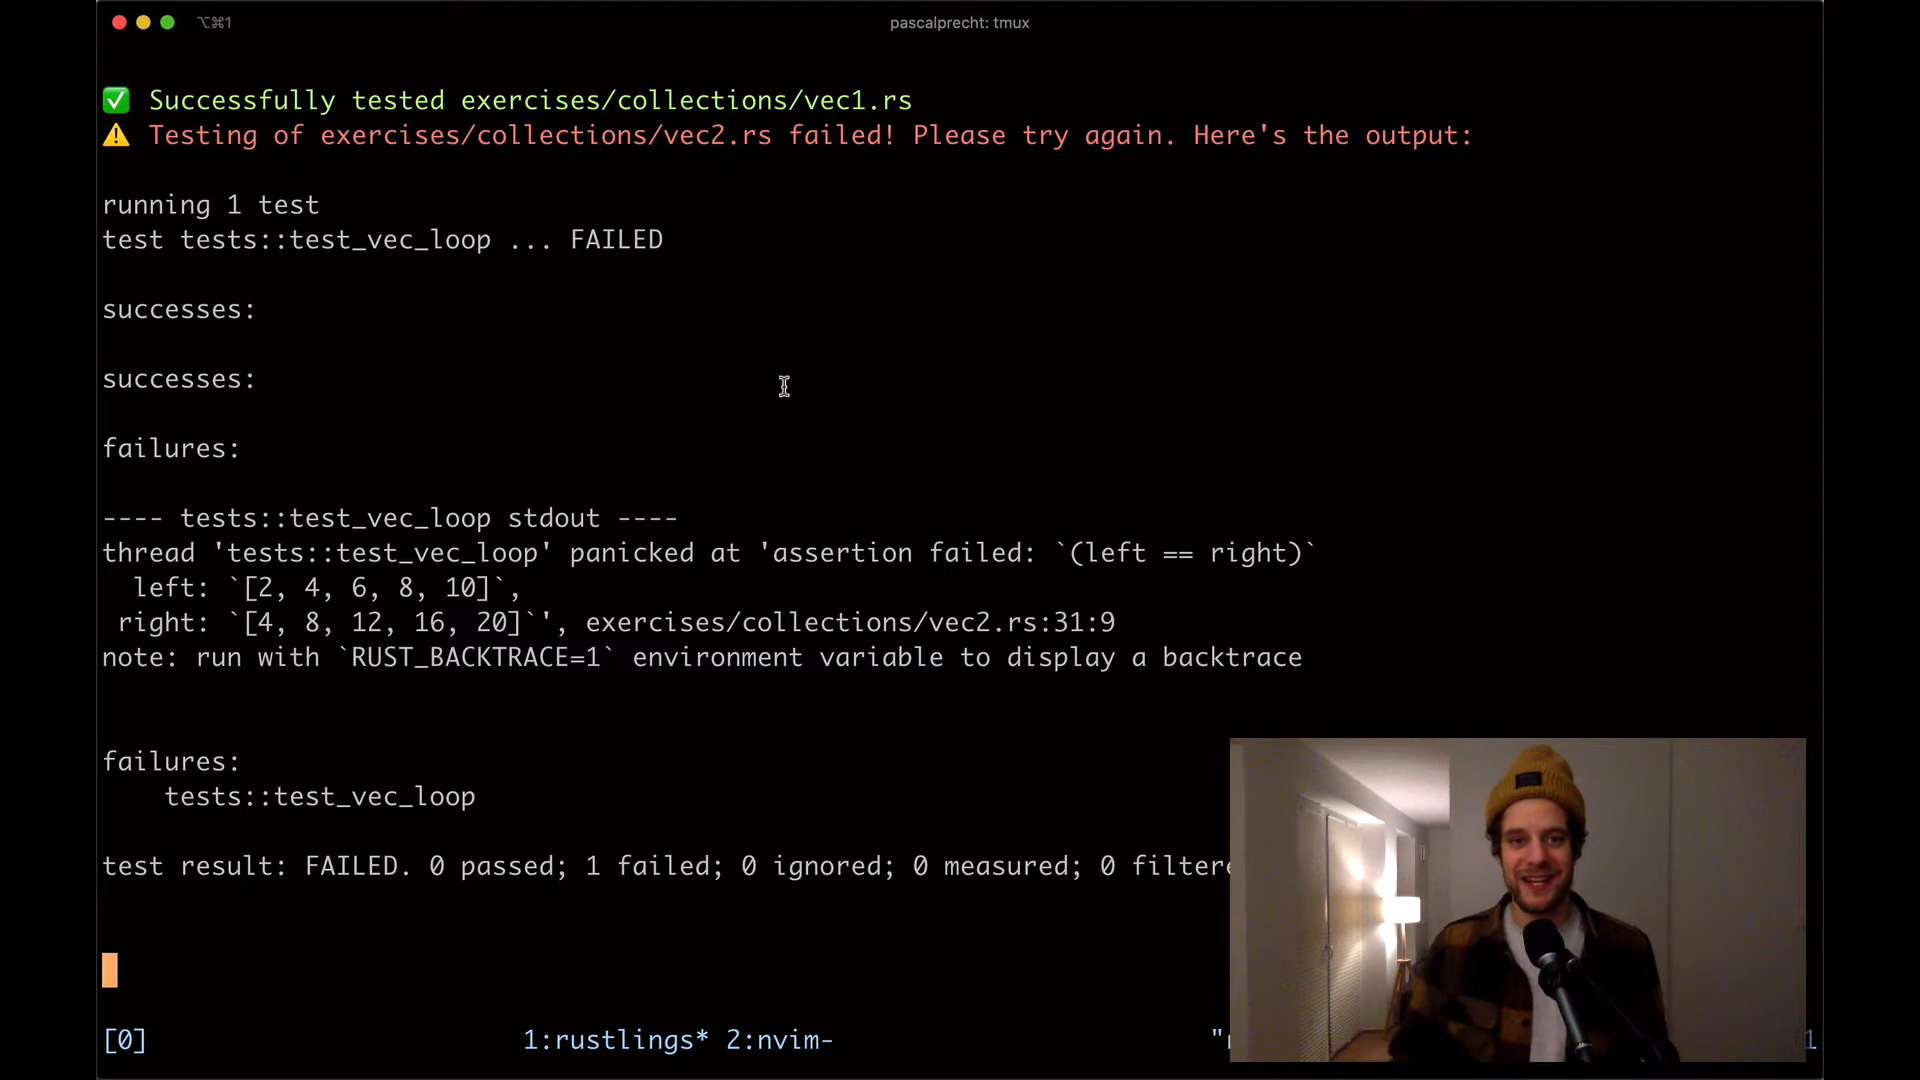 ⌥⌘1
pascalprecht: tmux
✅ Successfully tested exercises/collections/vec1.rs
⚠️ Testing of exercises/collections/vec2.rs failed! Please try again. Here's the output:
running 1 test
test tests::test_vec_loop ... FAILED
successes:
successes:
failures:
---- tests::test_vec_loop stdout ----
thread 'tests::test_vec_loop' panicked at 'assertion failed: `(left == right)`
left: `[2, 4, 6, 8, 10]`,
right: `[4, 8, 12, 16, 20]`', exercises/collections/vec2.rs:31:9
note: run with `RUST_BACKTRACE=1` environment variable to display a backtrace
failures:
tests::test_vec_loop
test result: FAILED. 0 passed; 1 failed; 0 ignored; 0 measured; 0 filtere
[0] 1:rustlings* 2:nvim- " 1